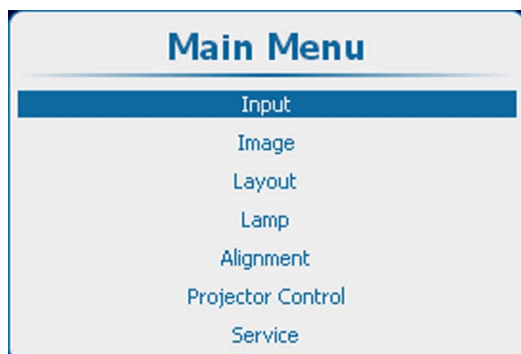 Main Menu
Input
Image
Layout
Lamp
Alignment
Projector Control
Service